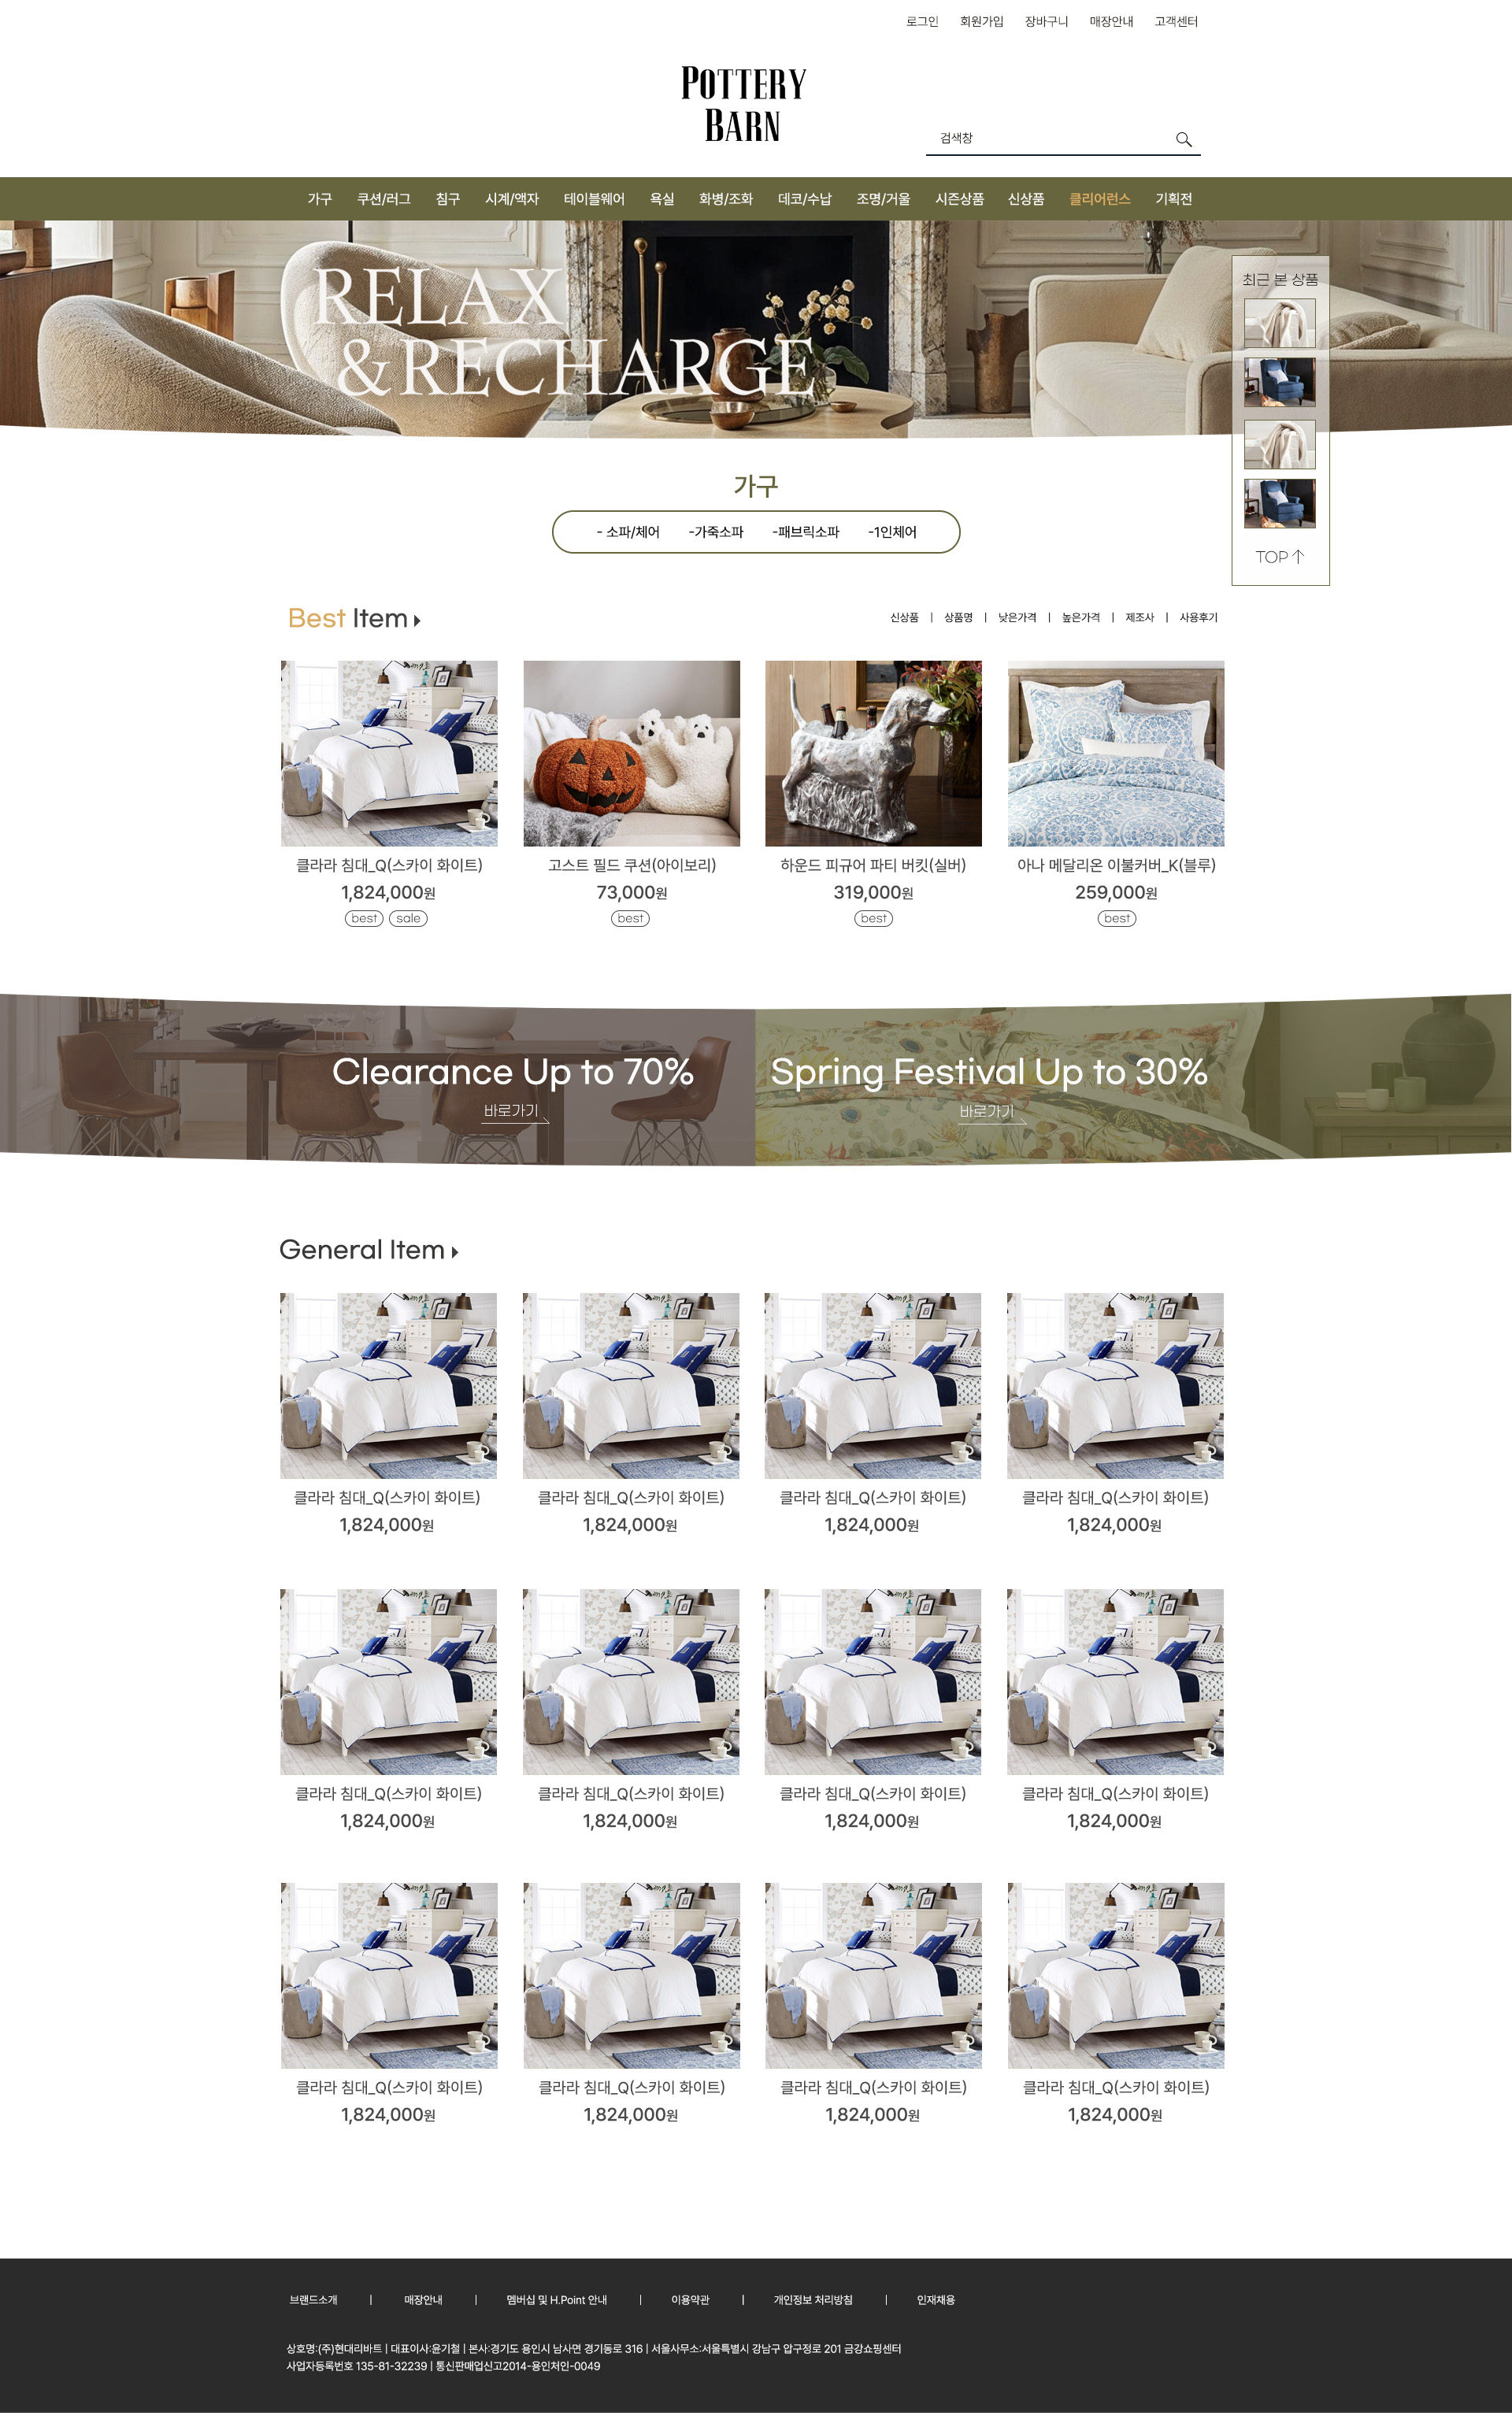 로그인 회원가입 장바구니 매장안내 고객센터
POTTERY
BARN
검색창
가구 쿠션/러그 침구 시계/액자 테이블웨어 욕실 화병/조화 데코/수납 조명/거울 시즌상품 신상품 클리어런스 기획전
RELAX
&RECHARGE
최근 본 상품
TOP↑
가구
- 소파/체어 -가죽소파 -패브릭소파 -1인체어
Best Item
신상품 | 상품명 | 낮은가격 | 높은가격 | 제조사 | 사용후기
클라라 침대_Q(스카이 화이트) 고스트 필드 쿠션(아이보리) 하운드 피규어 파티 버킷(실버) 아나 메달리온 이불커버_K(블루)
1,824,000원 73,000원 319,000원 259,000원
best sale best best best
Clearance Up to 70% Spring Festival Up to 30%
바로가기 바로가기
General Item
클라라 침대_Q(스카이 화이트) 클라라 침대_Q(스카이 화이트) 클라라 침대_Q(스카이 화이트) 클라라 침대_Q(스카이 화이트)
1,824,000원 1,824,000원 1,824,000원 1,824,000원
클라라 침대_Q(스카이 화이트) 클라라 침대_Q(스카이 화이트) 클라라 침대_Q(스카이 화이트) 클라라 침대_Q(스카이 화이트)
1,824,000원 1,824,000원 1,824,000원 1,824,000원
클라라 침대_Q(스카이 화이트) 클라라 침대_Q(스카이 화이트) 클라라 침대_Q(스카이 화이트) 클라라 침대_Q(스카이 화이트)
1,824,000원 1,824,000원 1,824,000원 1,824,000원
브랜드소개 | 매장안내 | 멤버십 및 H.Point 안내 | 이용약관 | 개인정보 처리방침 | 인재채용
상호명:(주)현대리바트 | 대표이사:윤기철 | 본사:경기도 용인시 남사면 경기동로 316 | 서울사무소:서울특별시 강남구 압구정로 201 금강쇼핑센터
사업자등록번호 135-81-32239 | 통신판매업신고2014-용인처인-0049